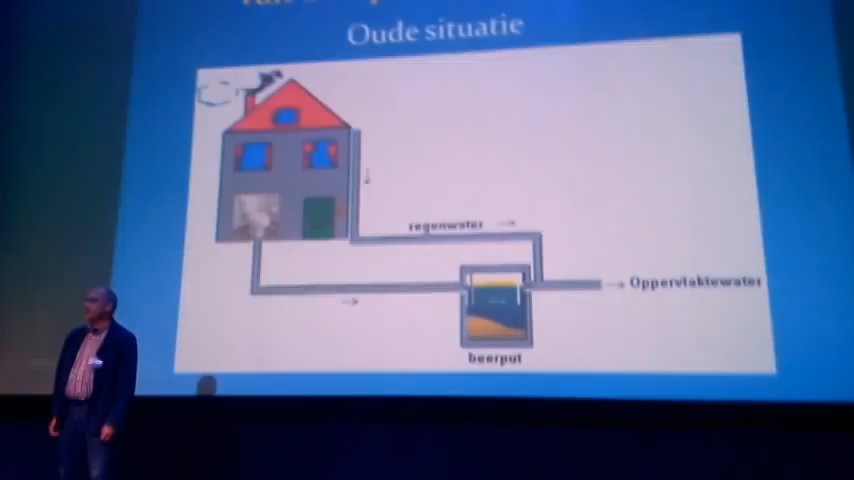 Oude situatie
regenwater
Oppervlaktewater
beerput